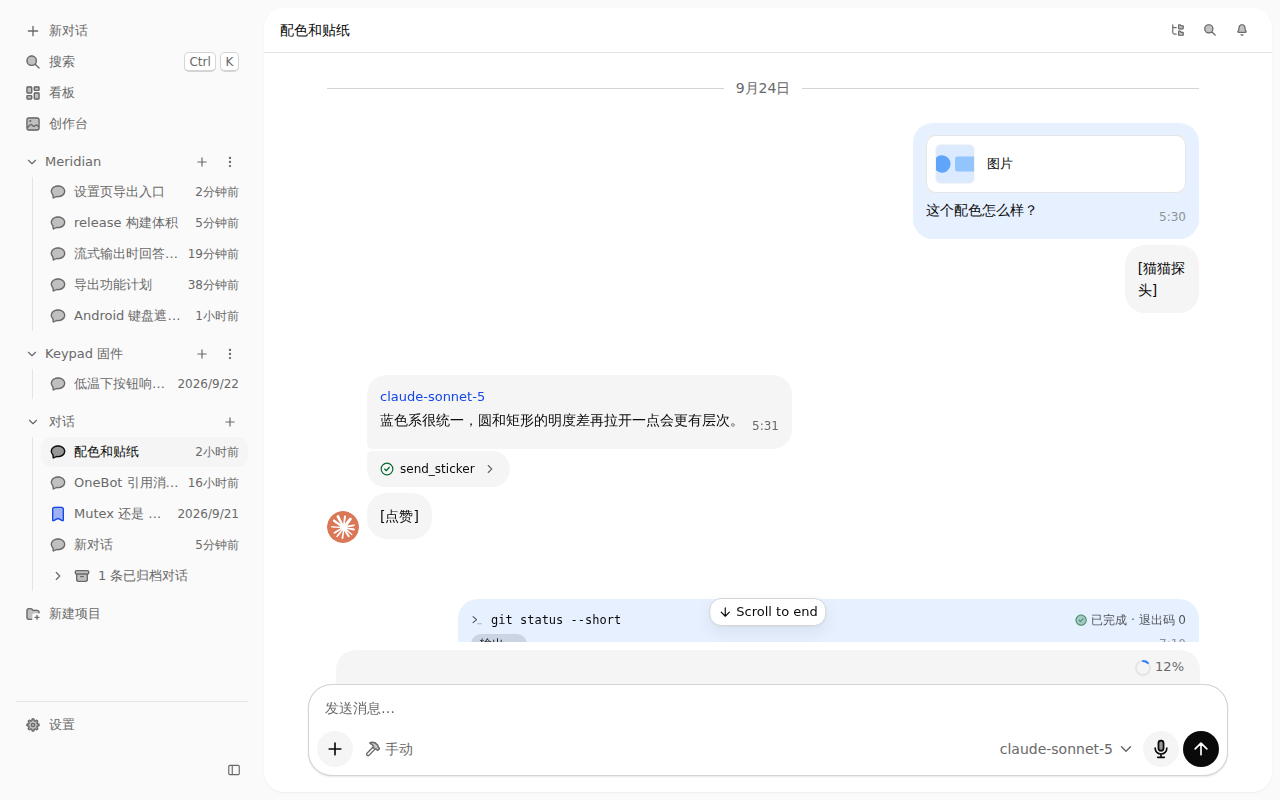 新对话
搜索 Ctrl K
看板
创作台
Meridian
设置页导出入口 2分钟前
release 构建体积 5分钟前
流式输出时回答… 19分钟前
导出功能计划 38分钟前
Android 键盘遮… 1小时前
Keypad 固件
低温下按钮响… 2026/9/22
对话
配色和贴纸 2小时前
OneBot 引用消… 16小时前
Mutex 还是 … 2026/9/21
新对话 5分钟前
1 条已归档对话
新建项目
设置
配色和贴纸
9月24日
图片
这个配色怎么样？ 5:30
[猫猫探
头]
claude-sonnet-5
蓝色系很统一，圆和矩形的明度差再拉开一点会更有层次。 5:31
send_sticker
[点赞]
git status --short 已完成 · 退出码 0
Scroll to end
12%
发送消息…
手动 claude-sonnet-5